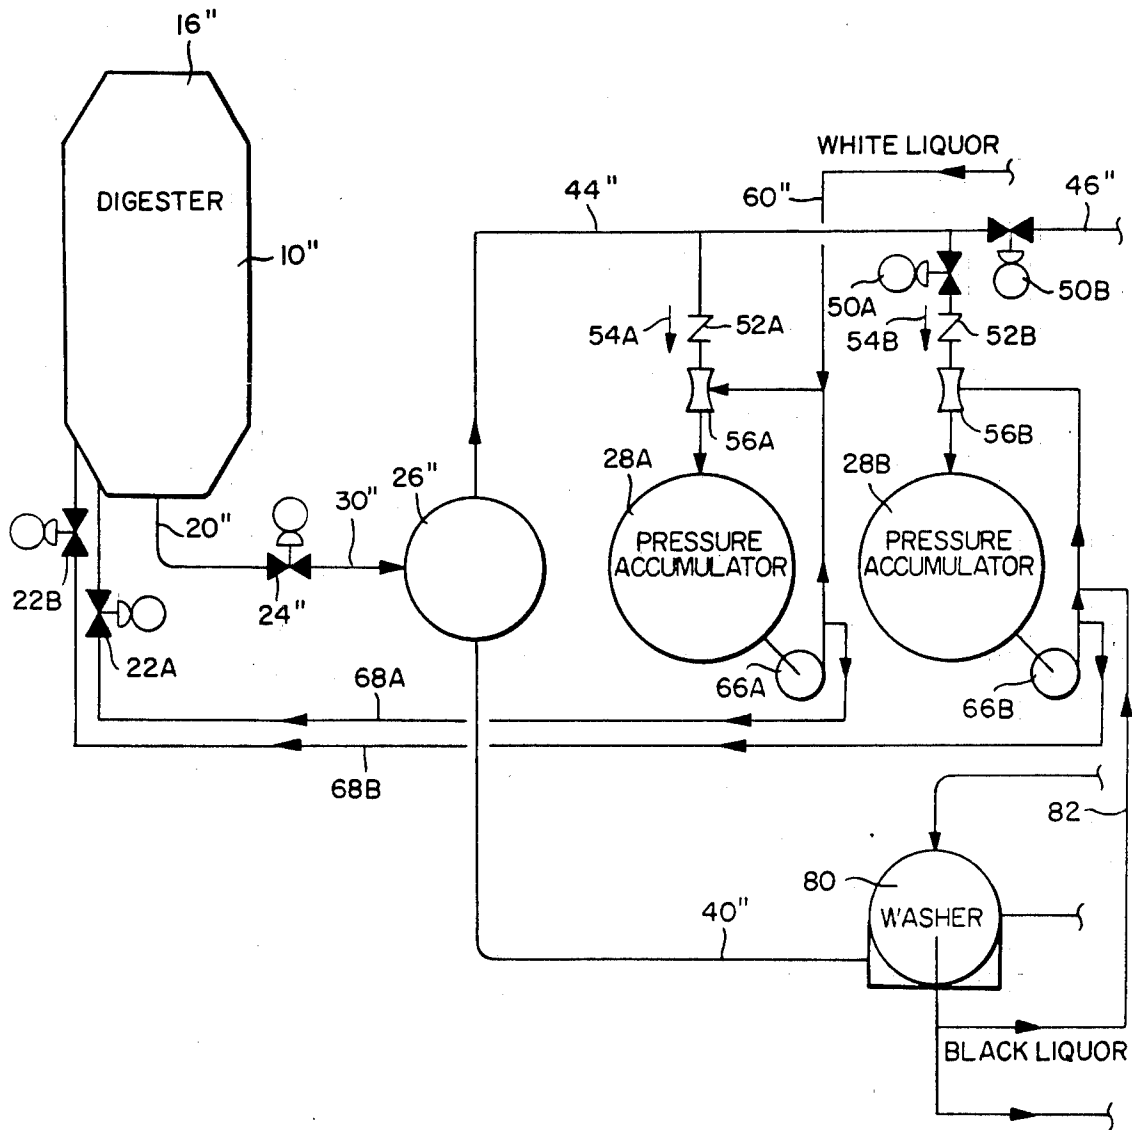 16"
WHITE LIQUOR
DIGESTER
44"
60"
46"
10"
50A
50B
54A
52A
54B
52B
56A
56B
28A
28B
26"
30"
20"
PRESSURE
ACCUMULATOR
PRESSURE
ACCUMULATOR
22B
24"
22A
68A
66A
66B
68B
82
80
WASHER
40"
BLACK LIQUOR